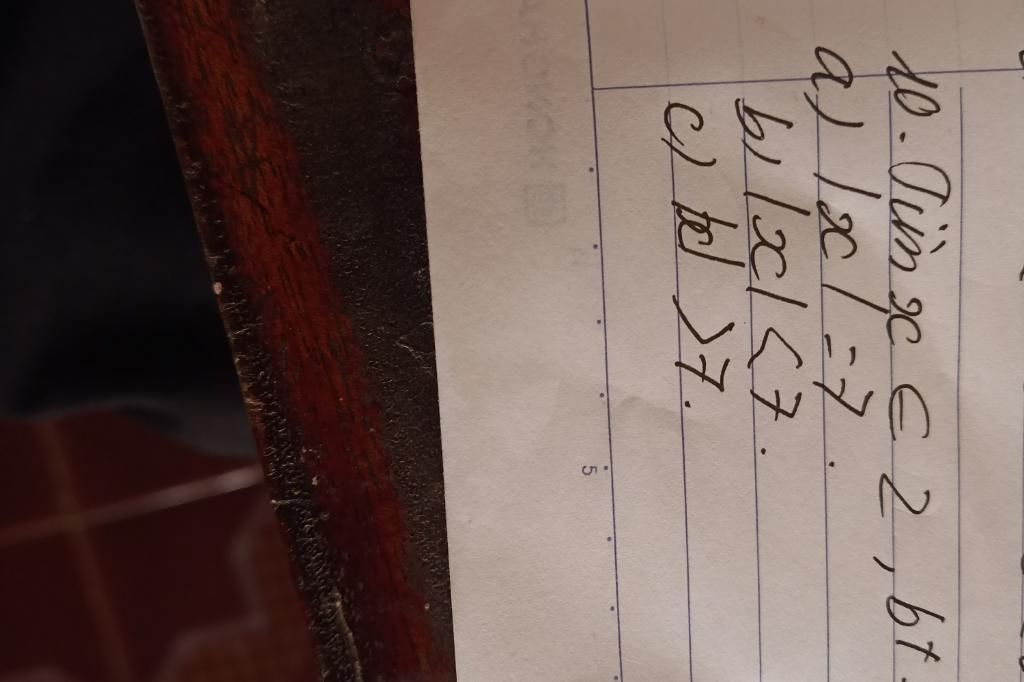 10. Tìm x ∈ Z, bt.
a) |x| = 7.
b) |x| < 7.
c) |x| > 7.
5